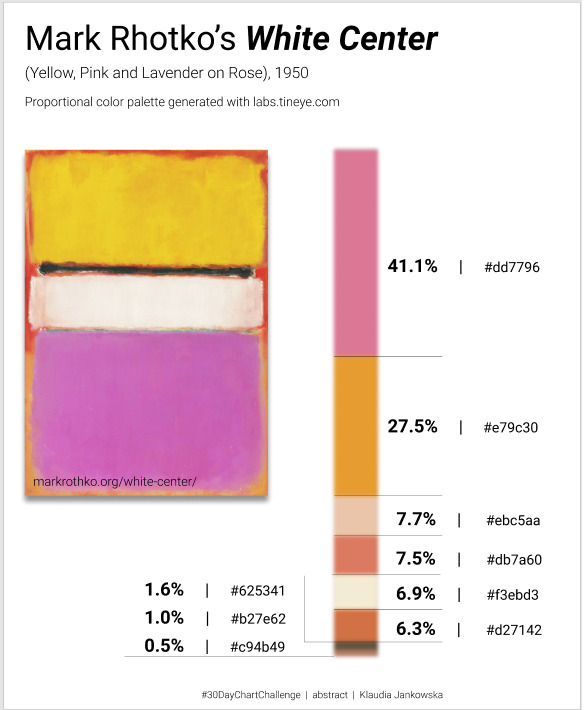 Mark Rhotko’s White Center
(Yellow, Pink and Lavender on Rose), 1950
Proportional color palette generated with labs.tineye.com
41.1% | #dd7796
27.5% | #e79c30
markrothko.org/white-center/
7.7% | #ebc5aa
7.5% | #db7a60
6.9% | #f3ebd3
6.3% | #d27142
1.6% | #625341
1.0% | #b27e62
0.5% | #c94b49
#30DayChartChallenge | abstract | Klaudia Jankowska